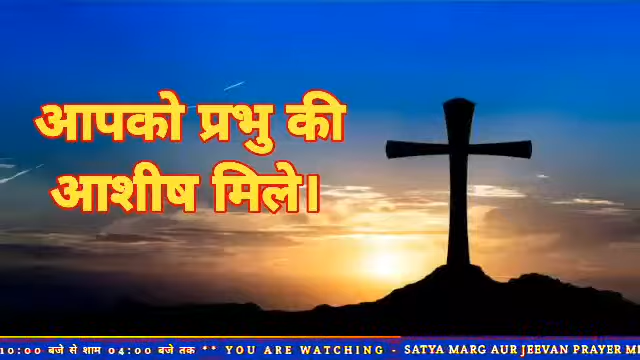 आपको प्रभु की
आशीष मिले।
10:00 बजे से शाम 04:00 बजे तक ** YOU ARE WATCHING - SATYA MARG AUR JEEVAN PRAYER